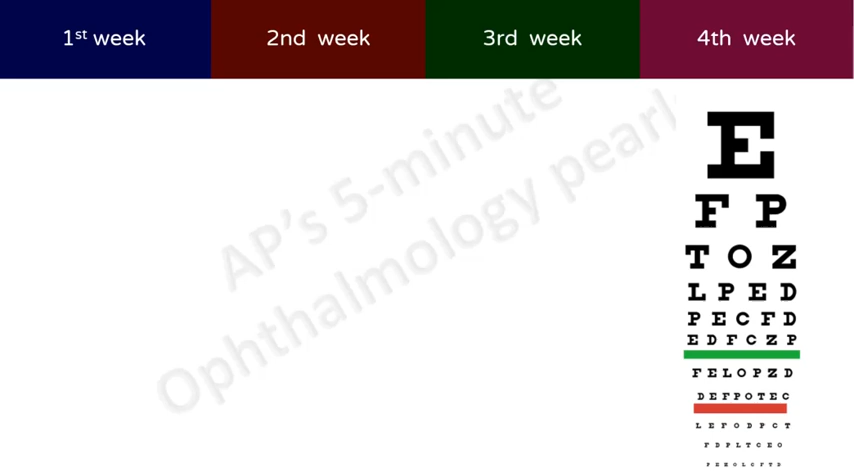 1st week
2nd week
3rd week
4th week
AP's 5-minute
Ophthalmology pearl
E
F P
T O Z
L P E D
P E C F D
E D F C Z P
F E L O P Z D
D E F P O T E C
L E F O D P C T
F D P L T C E O
P E Z O L C F T D